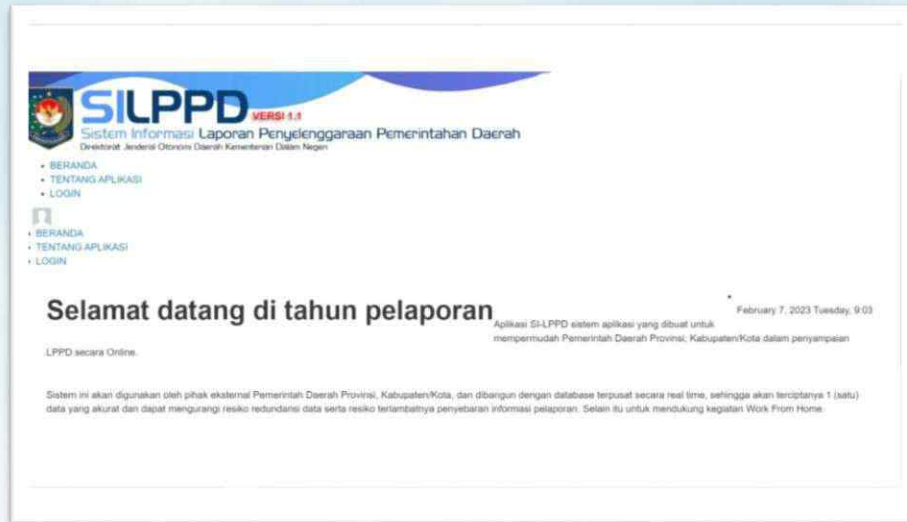 SILPPD VERSI 1.1
Sistem Informasi Laporan Penyelenggaraan Pemerintahan Daerah
Direktorat Jenderal Otonomi Daerah Kementerian Dalam Negeri
• BERANDA
• TENTANG APLIKASI
• LOGIN
• BERANDA
• TENTANG APLIKASI
• LOGIN
Selamat datang di tahun pelaporan
February 7, 2023 Tuesday, 9:03
Aplikasi SI-LPPD sistem aplikasi yang dibuat untuk
mempermudah Pemerintah Daerah Provinsi, Kabupaten/Kota dalam penyampaian
LPPD secara Online.
Sistem ini akan digunakan oleh pihak eksternal Pemerintah Daerah Provinsi, Kabupaten/Kota, dan dibangun dengan database terpusat secara real time, sehingga akan terciptanya 1 (satu)
data yang akurat dan dapat mengurangi resiko redundansi data serta resiko terlambatnya penyebaran informasi pelaporan. Selain itu untuk mendukung kegiatan Work From Home.